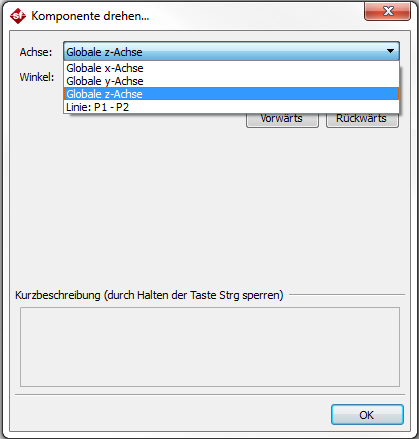 Komponente drehen...
Achse: Globale z-Achse
Globale x-Achse
Winkel: Globale y-Achse
Globale z-Achse
Linie: P1 - P2
Vorwärts Rückwärts
Kurzbeschreibung (durch Halten der Taste Strg sperren)
OK